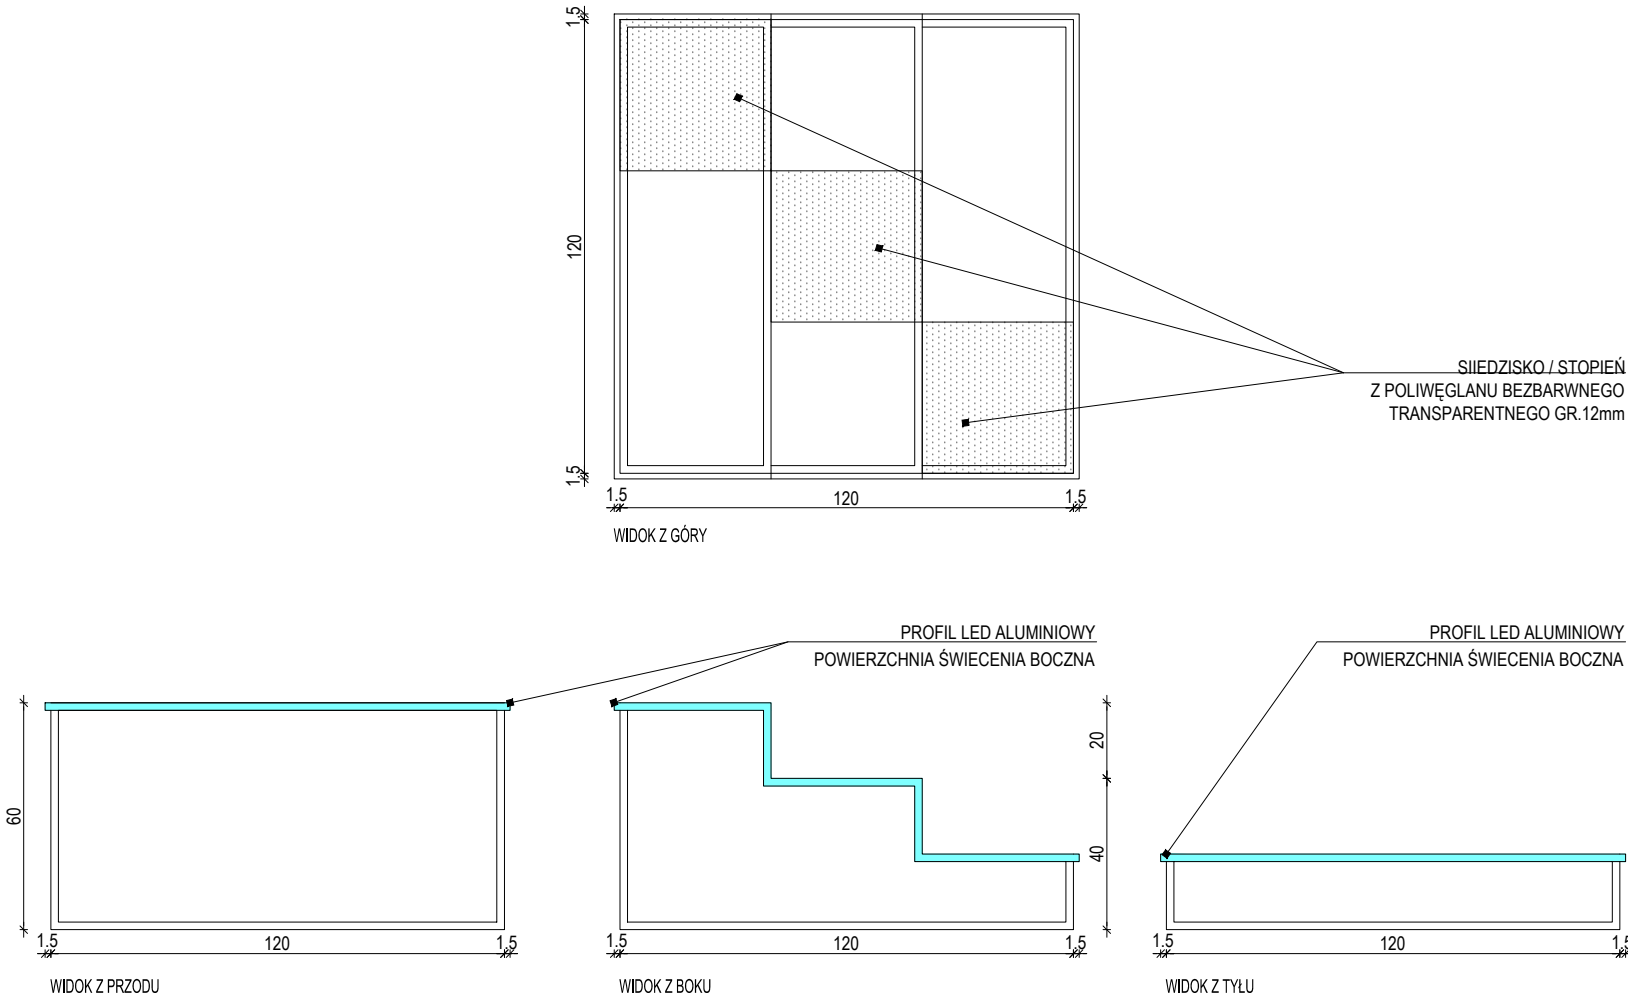 1.5
120
1.5
1.5
120
1.5
WIDOK Z GÓRY
SIIEDZISKO / STOPIEŃ
Z POLIWĘGLANU BEZBARWNEGO
TRANSPARENTNEGO GR.12mm
PROFIL LED ALUMINIOWY
POWIERZCHNIA ŚWIECENIA BOCZNA
PROFIL LED ALUMINIOWY
POWIERZCHNIA ŚWIECENIA BOCZNA
60
1.5
120
1.5
WIDOK Z PRZODU
20
40
1.5
120
1.5
WIDOK Z BOKU
1.5
120
1.5
WIDOK Z TYŁU